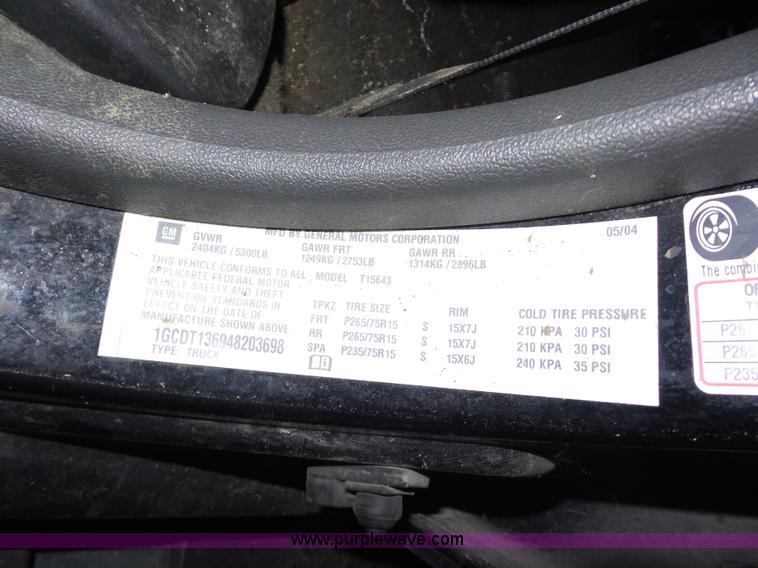 GM
MFD BY GENERAL MOTORS CORPORATION
05/04
GVWR GAWR FRT GAWR RR
2404KG / 5300LB 1249KG / 2753LB 1314KG / 2896LB
THIS VEHICLE CONFORMS TO ALL
APPLICABLE FEDERAL MOTOR
VEHICLE SAFETY AND THEFT
PREVENTION STANDARDS IN
EFFECT ON THE DATE OF
MANUFACTURE SHOWN ABOVE.
1GCDT136948203698
TYPE: TRUCK
MODEL T15643
TPKZ TIRE SIZE RIM COLD TIRE PRESSURE
FRT P265/75R15 S 15X7J 210 KPA 30 PSI
RR P265/75R15 S 15X7J 210 KPA 30 PSI
SPA P235/75R15 S 15X6J 240 KPA 35 PSI
The combin
P26
P265
P235
www.purplewave.com